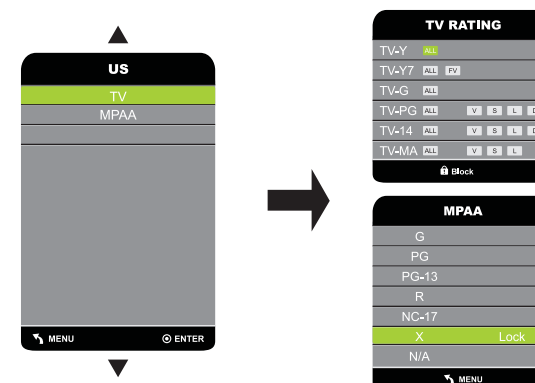 US
TV
MPAA
MENU ENTER
TV RATING
TV-Y ALL
TV-Y7 ALL FV
TV-G ALL
TV-PG ALL V S L D
TV-14 ALL V S L D
TV-MA ALL V S L
Block
MPAA
G
PG
PG-13
R
NC-17
X Lock
N/A
MENU